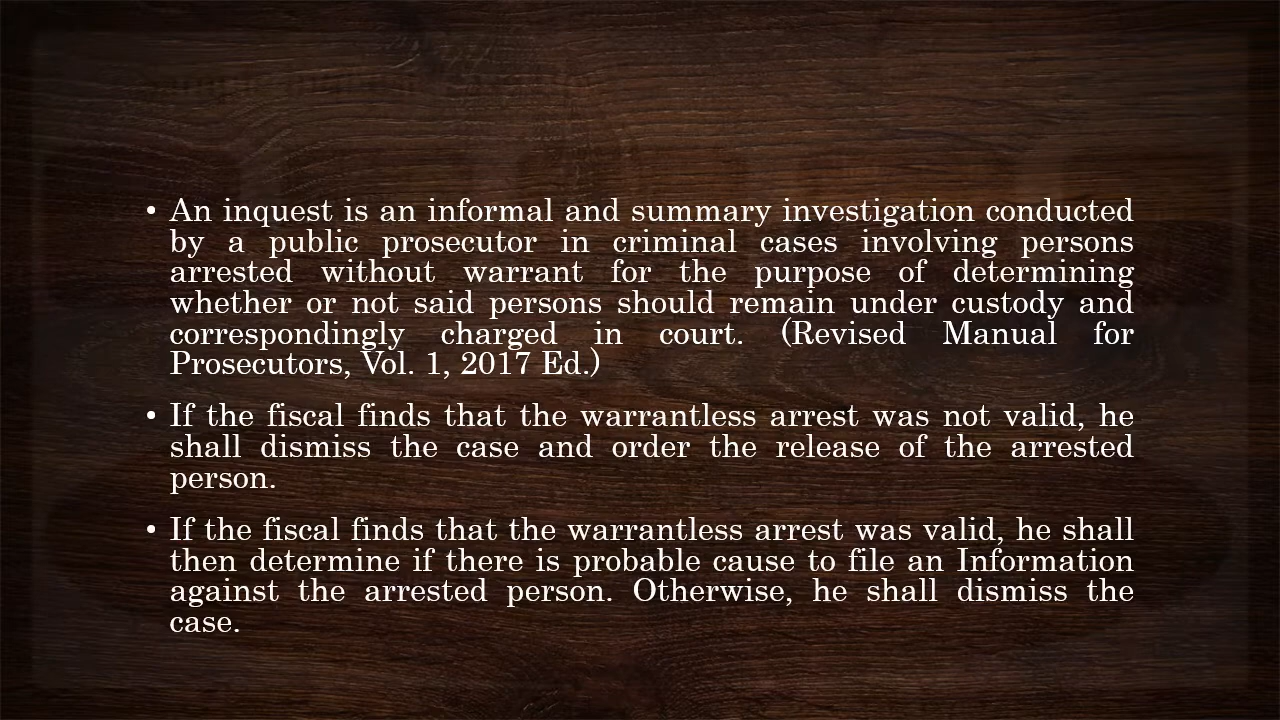 • An inquest is an informal and summary investigation conducted
by a public prosecutor in criminal cases involving persons
arrested without warrant for the purpose of determining
whether or not said persons should remain under custody and
correspondingly charged in court. (Revised Manual for
Prosecutors, Vol. 1, 2017 Ed.)
• If the fiscal finds that the warrantless arrest was not valid, he
shall dismiss the case and order the release of the arrested
person.
• If the fiscal finds that the warrantless arrest was valid, he shall
then determine if there is probable cause to file an Information
against the arrested person. Otherwise, he shall dismiss the
case.